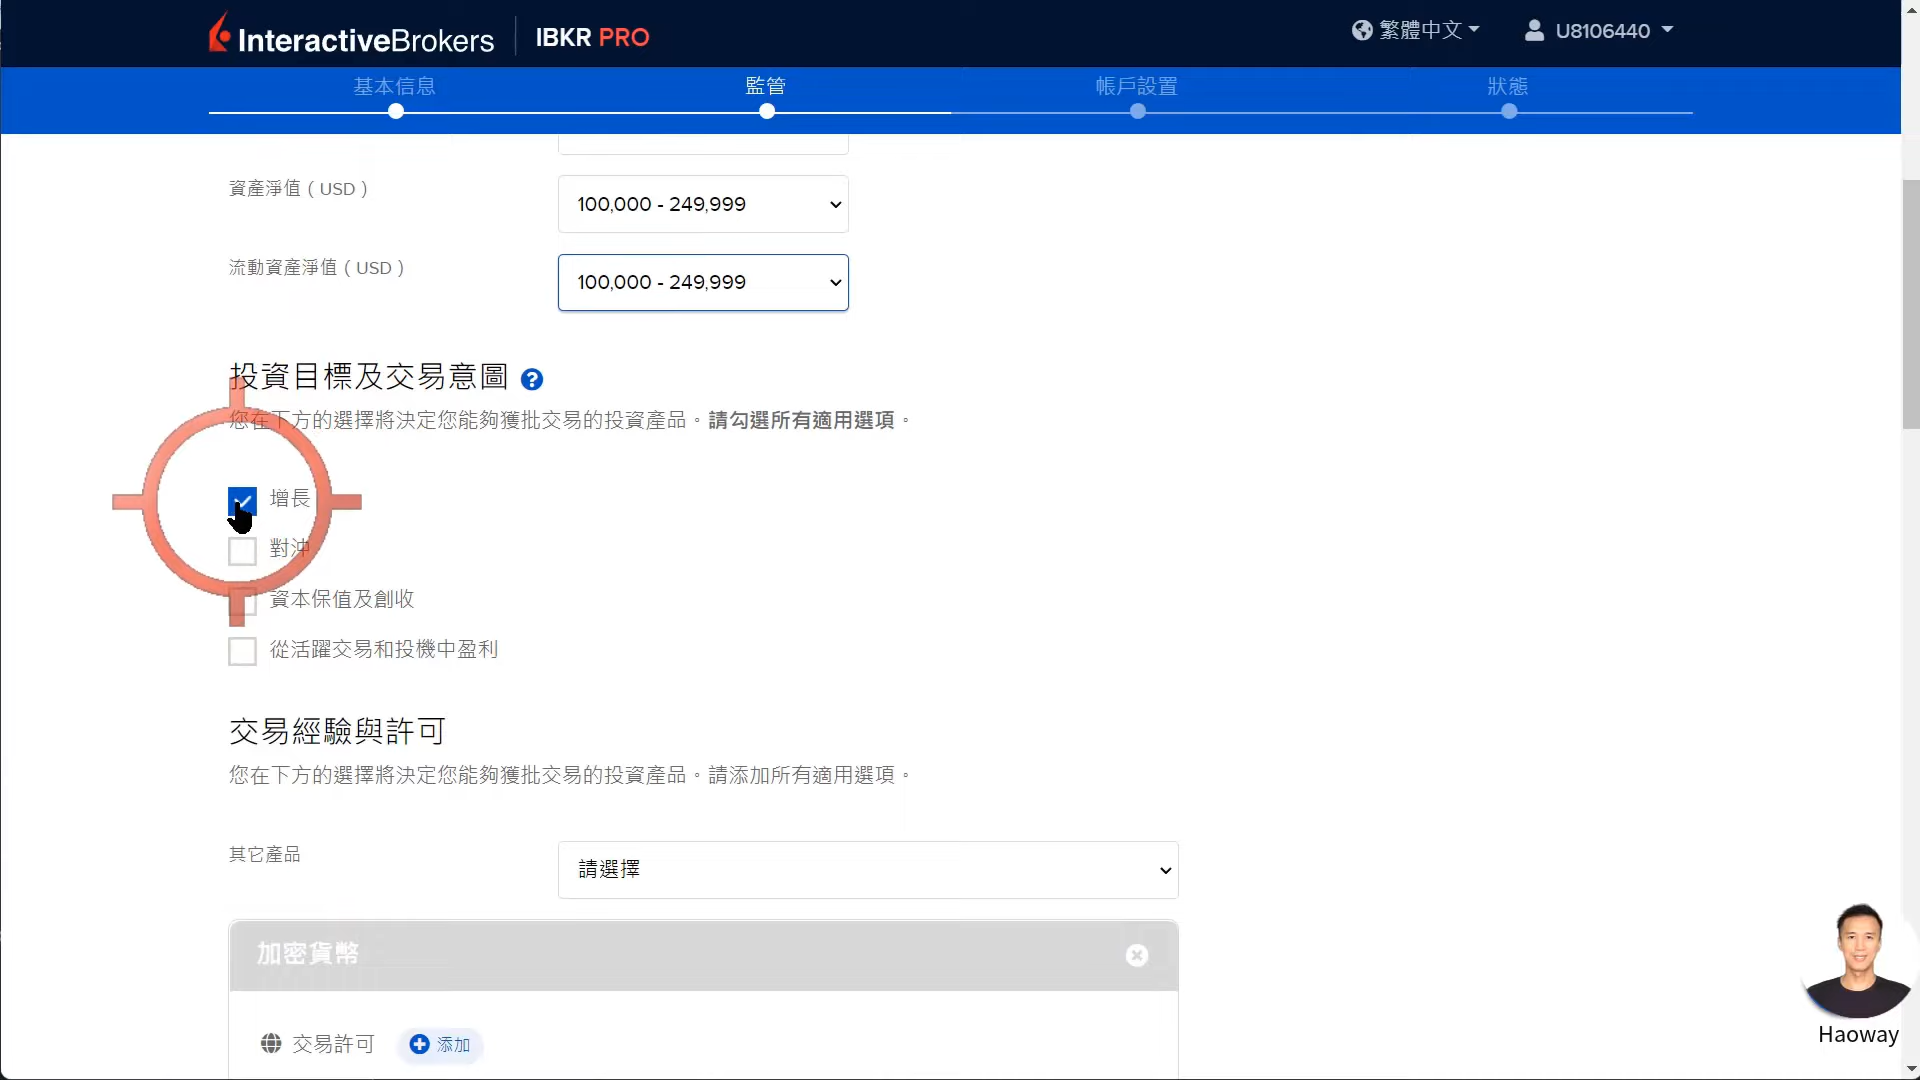 InteractiveBrokers
IBKR PRO
繁體中文
U8106440
基本信息
監管
帳戶設置
狀態
資產淨值（USD）
100,000 - 249,999
流動資產淨值（USD）
100,000 - 249,999
投資目標及交易意圖 ?
您在下方的選擇將決定您能夠獲批交易的投資產品。請勾選所有適用選項。
增長
對沖
資本保值及創收
從活躍交易和投機中盈利
交易經驗與許可
您在下方的選擇將決定您能夠獲批交易的投資產品。請添加所有適用選項。
其它產品
請選擇
加密貨幣
交易許可
添加
Haoway